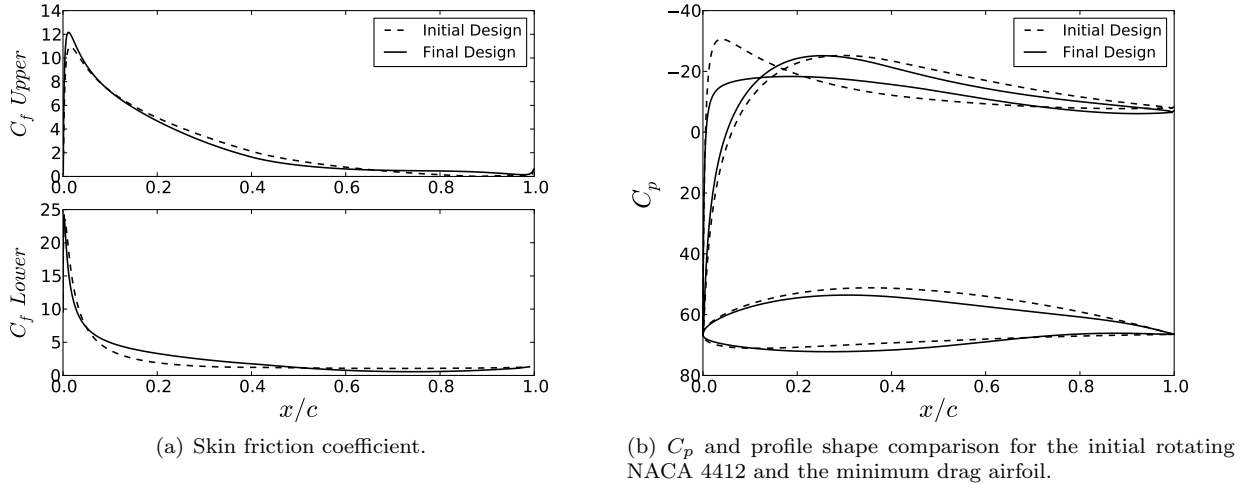 14
12
10
8
6
4
2
0
C_f Upper
Initial Design
Final Design
0.0 0.2 0.4 0.6 0.8 1.0
25
20
15
10
5
0
C_f Lower
0.0 0.2 0.4 0.6 0.8 1.0
x/c
(a) Skin friction coefficient.
−40
−20
0
20
40
60
80
C_p
Initial Design
Final Design
0.0 0.2 0.4 0.6 0.8 1.0
x/c
(b) C_p and profile shape comparison for the initial rotating
NACA 4412 and the minimum drag airfoil.